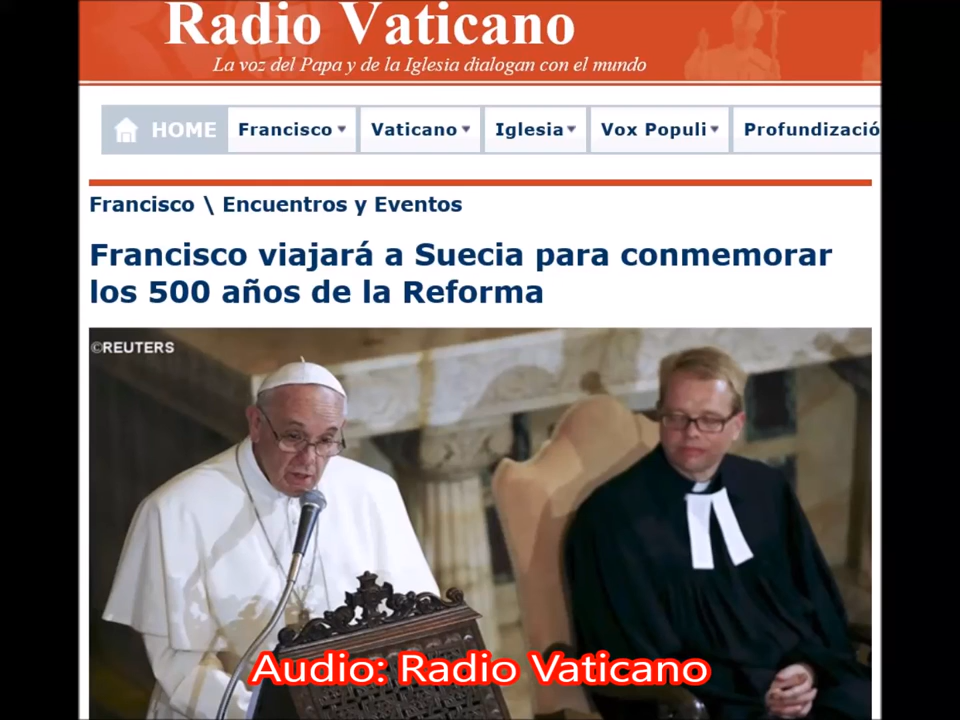 Radio Vaticano
La voz del Papa y de la Iglesia dialogan con el mundo
HOME Francisco Vaticano Iglesia Vox Populi Profundizació
Francisco \ Encuentros y Eventos
Francisco viajará a Suecia para conmemorar
los 500 años de la Reforma
©REUTERS
Audio: Radio Vaticano